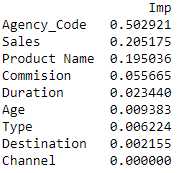 Imp
Agency_Code 0.502921
Sales 0.205175
Product Name 0.195036
Commision 0.055665
Duration 0.023440
Age 0.009383
Type 0.006224
Destination 0.002155
Channel 0.000000